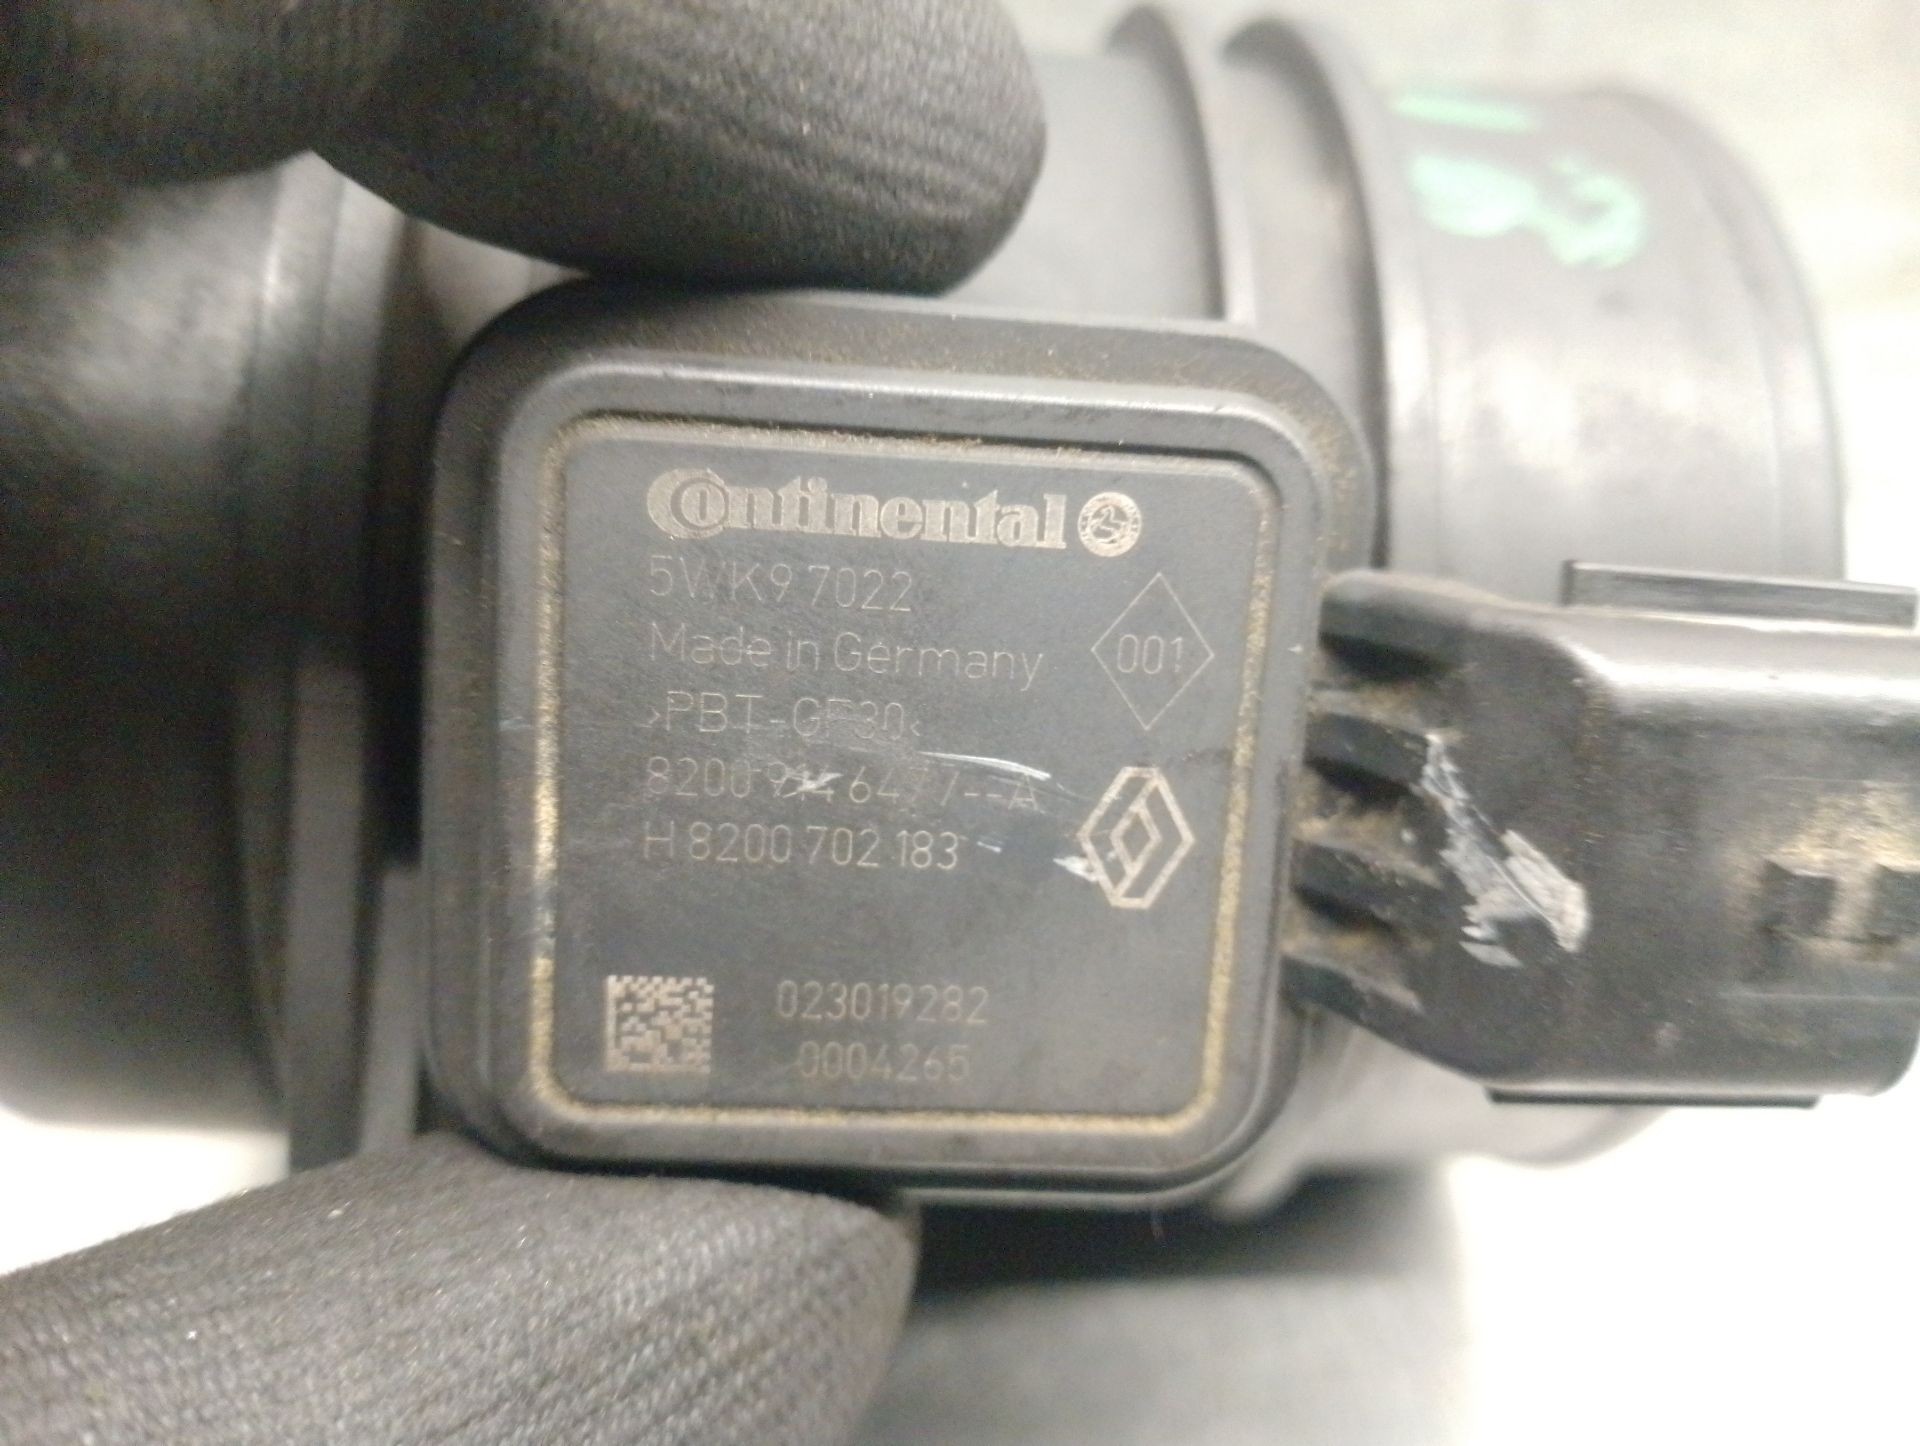 Continental
5WK9 7022
Made in Germany
001
>PBT-GF30<
H 8200 702 183
023019282
0004265